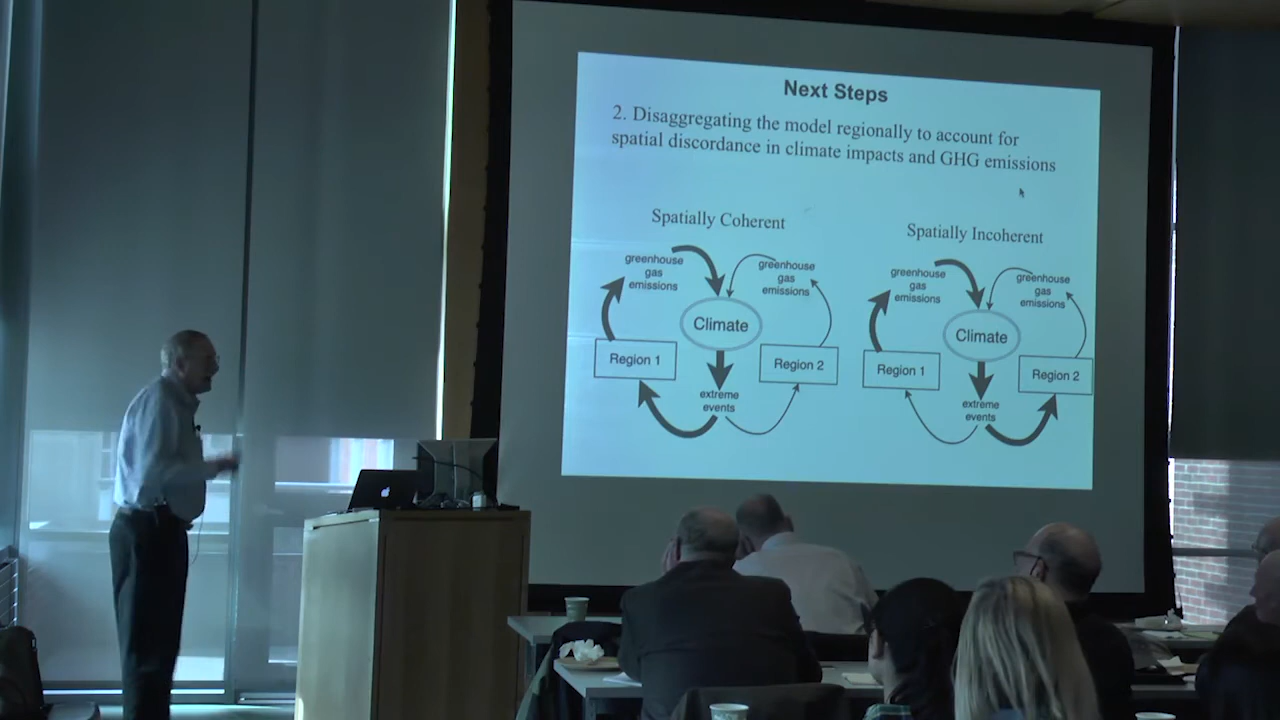 Next Steps
2. Disaggregating the model regionally to account for
spatial discordance in climate impacts and GHG emissions
Spatially Coherent
greenhouse
gas
emissions
greenhouse
gas
emissions
Climate
Region 1
Region 2
extreme
events
Spatially Incoherent
greenhouse
gas
emissions
greenhouse
gas
emissions
Climate
Region 1
Region 2
extreme
events